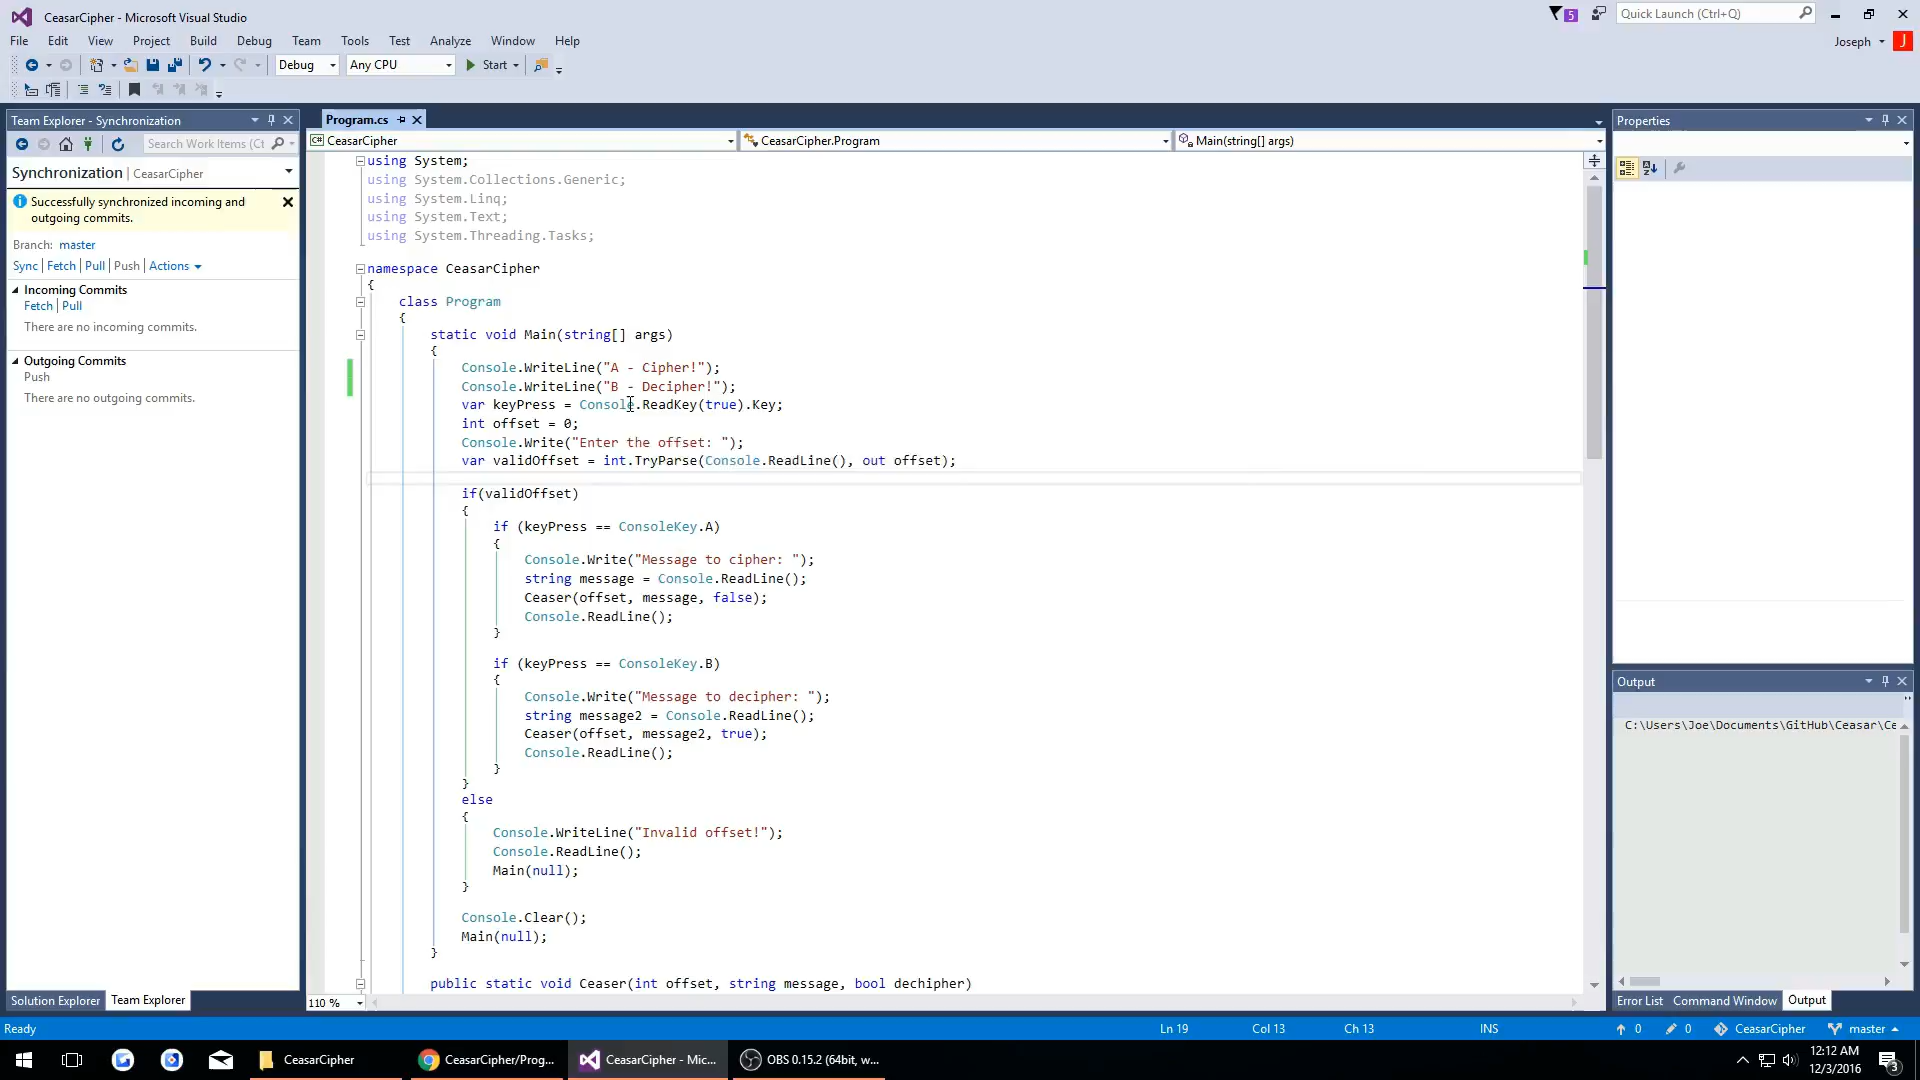 CeasarCipher - Microsoft Visual Studio
5
Quick Launch (Ctrl+Q)
File Edit View Project Build Debug Team Tools Test Analyze Window Help
Joseph J
Debug Any CPU Start
Team Explorer - Synchronization
Program.cs
Properties
Search Work Items (Ct
C# CeasarCipher
CeasarCipher.Program
Main(string[] args)
Synchronization | CeasarCipher
Successfully synchronized incoming and
outgoing commits.
Branch: master
Sync | Fetch | Pull | Push | Actions
Incoming Commits
Fetch | Pull
There are no incoming commits.
Outgoing Commits
Push
There are no outgoing commits.
using System;
using System.Collections.Generic;
using System.Linq;
using System.Text;
using System.Threading.Tasks;
namespace CeasarCipher
{
class Program
{
static void Main(string[] args)
{
Console.WriteLine("A - Cipher!");
Console.WriteLine("B - Decipher!");
var keyPress = Console.ReadKey(true).Key;
int offset = 0;
Console.Write("Enter the offset: ");
var validOffset = int.TryParse(Console.ReadLine(), out offset);
if(validOffset)
{
if (keyPress == ConsoleKey.A)
{
Console.Write("Message to cipher: ");
string message = Console.ReadLine();
Ceaser(offset, message, false);
Console.ReadLine();
}
if (keyPress == ConsoleKey.B)
{
Console.Write("Message to decipher: ");
string message2 = Console.ReadLine();
Ceaser(offset, message2, true);
Console.ReadLine();
}
}
else
{
Console.WriteLine("Invalid offset!");
Console.ReadLine();
Main(null);
}
Console.Clear();
Main(null);
}
public static void Ceaser(int offset, string message, bool dechipher)
Output
C:\Users\Joe\Documents\GitHub\Ceasar\Ce
Solution Explorer Team Explorer
110 %
Error List Command Window Output
Ready
Ln 19 Col 13 Ch 13 INS
0 0 CeasarCipher master
CeasarCipher
CeasarCipher/Prog...
CeasarCipher - Mic...
OBS 0.15.2 (64bit, w...
12:12 AM
12/3/2016
3